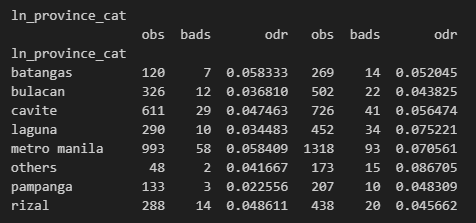 ln_province_cat
obs bads odr obs bads odr
ln_province_cat
batangas 120 7 0.058333 269 14 0.052045
bulacan 326 12 0.036810 502 22 0.043825
cavite 611 29 0.047463 726 41 0.056474
laguna 290 10 0.034483 452 34 0.075221
metro manila 993 58 0.058409 1318 93 0.070561
others 48 2 0.041667 173 15 0.086705
pampanga 133 3 0.022556 207 10 0.048309
rizal 288 14 0.048611 438 20 0.045662